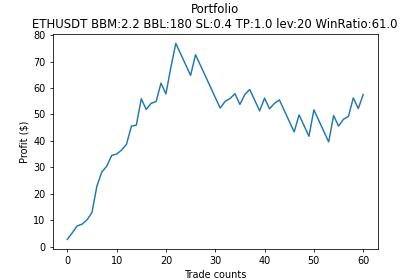 Portfolio
ETHUSDT BBM:2.2 BBL:180 SL:0.4 TP:1.0 lev:20 WinRatio:61.0
80
70
60
50
40
30
20
10
0
Profit ($)
0 10 20 30 40 50 60
Trade counts